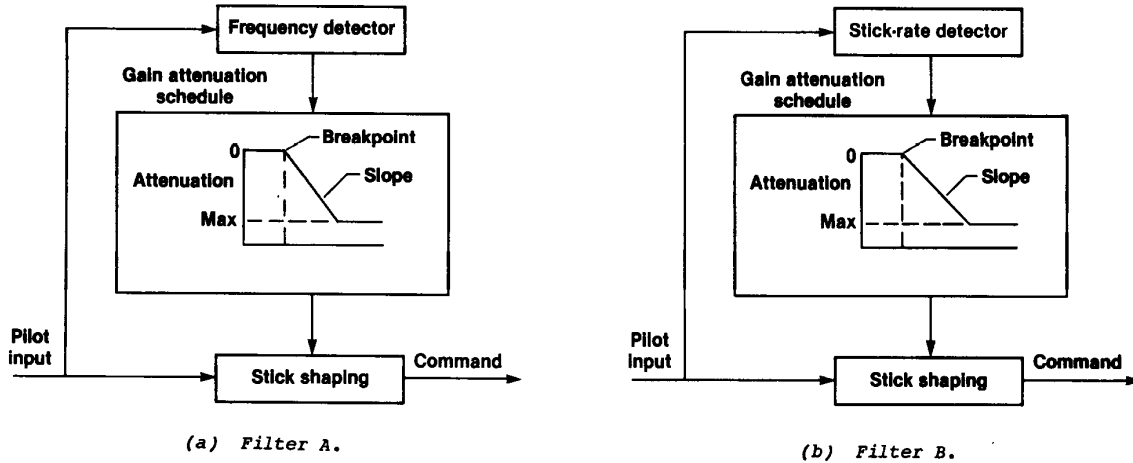 Frequency detector
Gain attenuation
schedule
0
Breakpoint
Attenuation
Slope
Max
Pilot
input
Stick shaping
Command
(a) Filter A.
Stick-rate detector
Gain attenuation
schedule
0
Breakpoint
Attenuation
Slope
Max
Pilot
input
Stick shaping
Command
(b) Filter B.